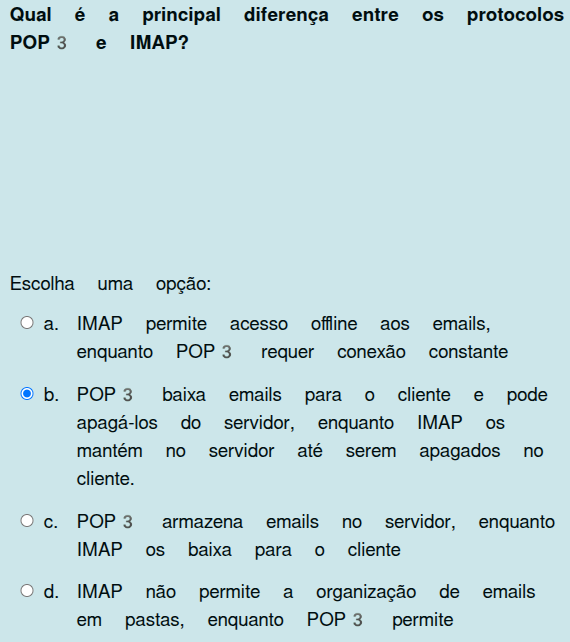 Qual é a principal diferença entre os protocolos
POP 3 e IMAP?
Escolha uma opção:
a. IMAP permite acesso offline aos emails,
enquanto POP 3 requer conexão constante
b. POP 3 baixa emails para o cliente e pode
apagá-los do servidor, enquanto IMAP os
mantém no servidor até serem apagados no
cliente.
c. POP 3 armazena emails no servidor, enquanto
IMAP os baixa para o cliente
d. IMAP não permite a organização de emails
em pastas, enquanto POP 3 permite